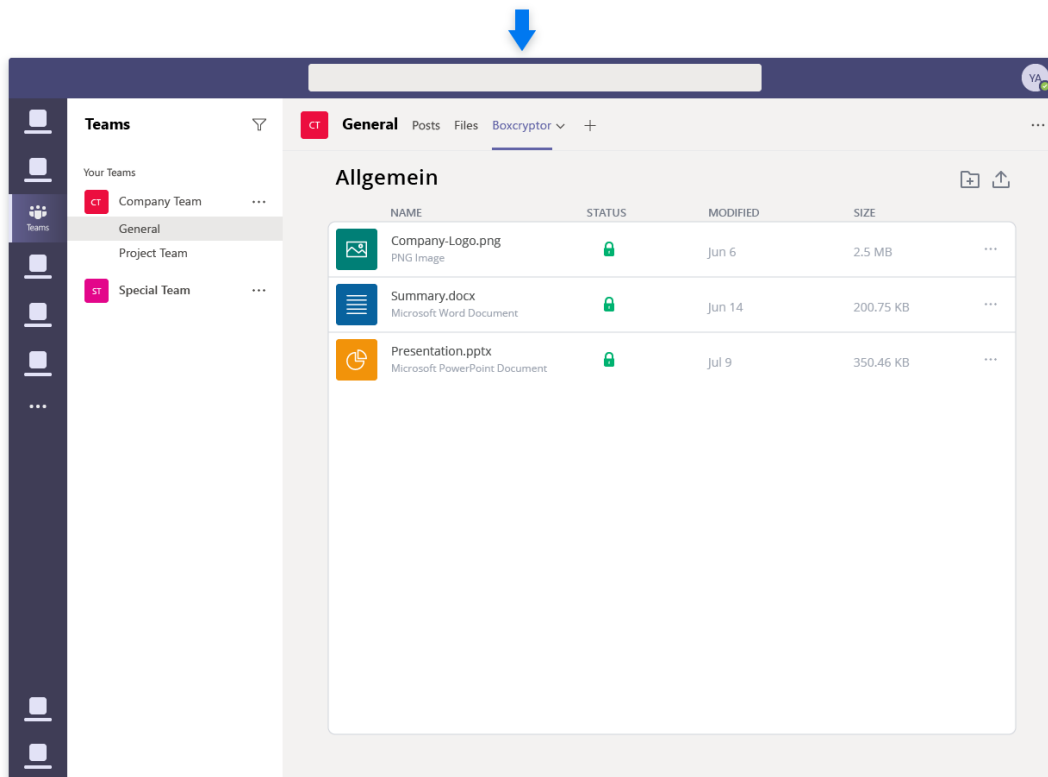 YA
Teams
Your Teams
CT Company Team ...
General
Project Team
ST Special Team ...
Teams
CT General Posts Files Boxcryptor
Allgemein
NAME STATUS MODIFIED SIZE
Company-Logo.png
PNG Image
Jun 6 2.5 MB
Summary.docx
Microsoft Word Document
Jun 14 200.75 KB
Presentation.pptx
Microsoft PowerPoint Document
Jul 9 350.46 KB